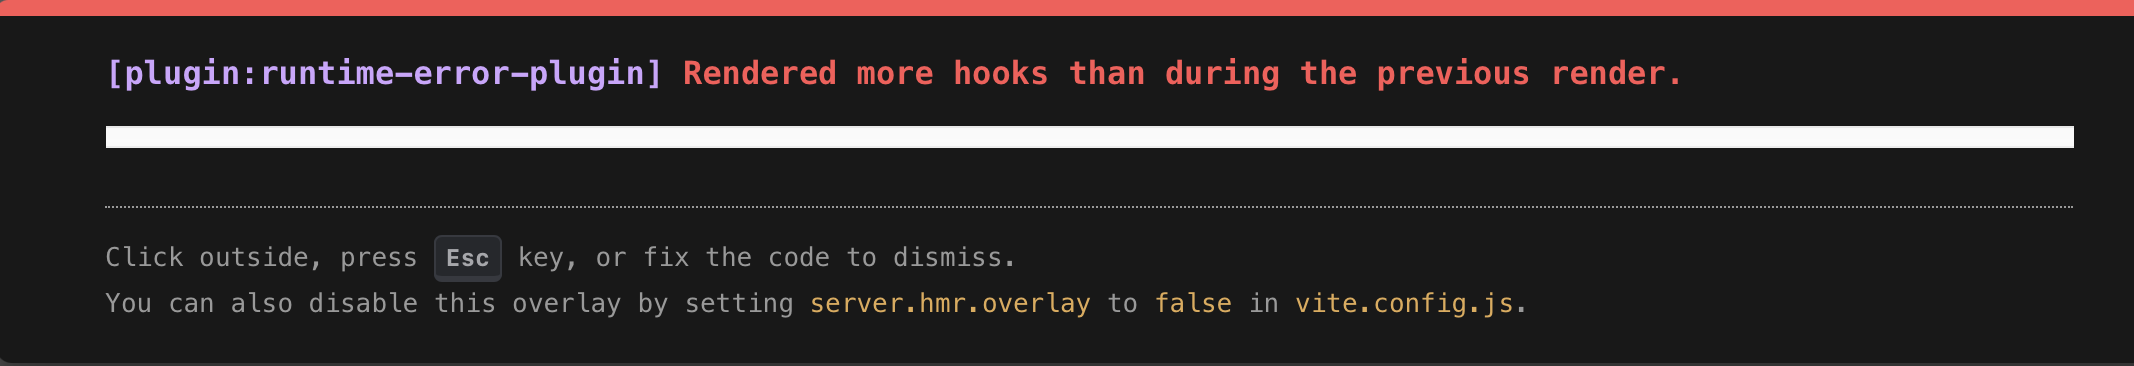 [plugin:runtime-error-plugin] Rendered more hooks than during the previous render.
Click outside, press Esc key, or fix the code to dismiss.
You can also disable this overlay by setting server.hmr.overlay to false in vite.config.js.